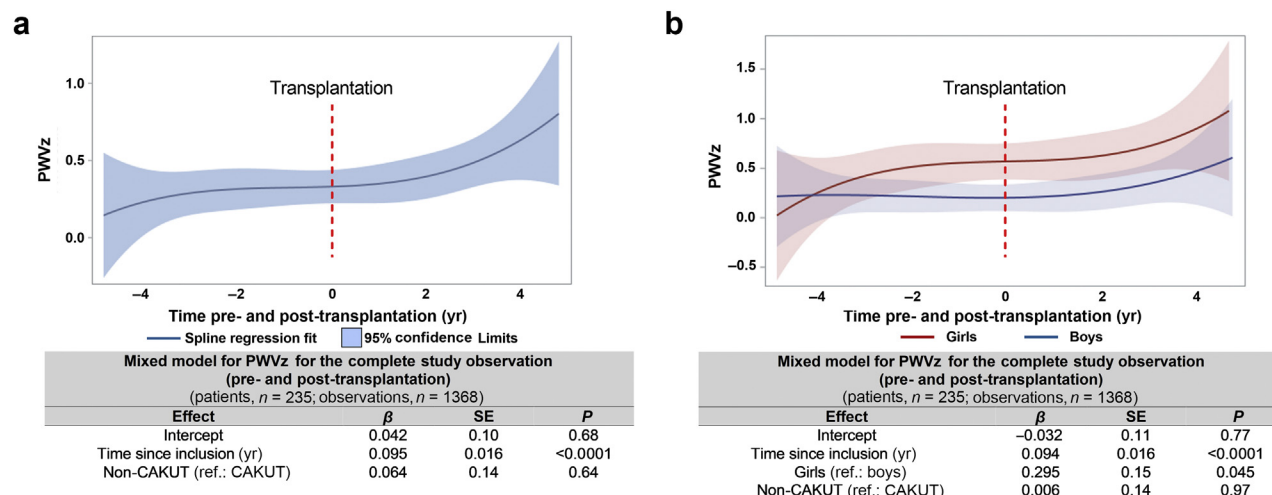 a
1.0
0.5
0.0
PWVz
Transplantation
–4 –2 0 2 4
Time pre- and post-transplantation (yr)
Spline regression fit 95% confidence Limits
Mixed model for PWVz for the complete study observation
(pre- and post-transplantation)
(patients, n = 235; observations, n = 1368)
Effect β SE P
Intercept 0.042 0.10 0.68
Time since inclusion (yr) 0.095 0.016 <0.0001
Non-CAKUT (ref.: CAKUT) 0.064 0.14 0.64
b
1.5
1.0
0.5
0.0
–0.5
PWVz
Transplantation
–4 –2 0 2 4
Time pre- and post-transplantation (yr)
Girls Boys
Mixed model for PWVz for the complete study observation
(pre- and post-transplantation)
(patients, n = 235; observations, n = 1368)
Effect β SE P
Intercept –0.032 0.11 0.77
Time since inclusion (yr) 0.094 0.016 <0.0001
Girls (ref.: boys) 0.295 0.15 0.045
Non-CAKUT (ref.: CAKUT) 0.006 0.14 0.97